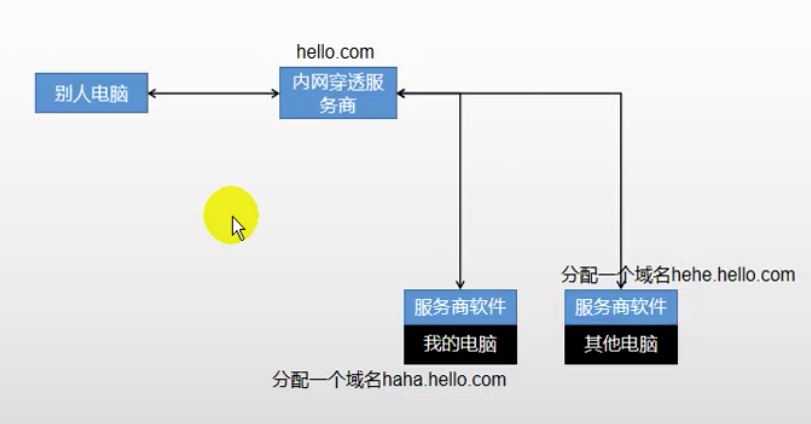 hello.com
别人电脑
内网穿透服
务商
分配一个域名hehe.hello.com
服务商软件
服务商软件
我的电脑
其他电脑
分配一个域名haha.hello.com